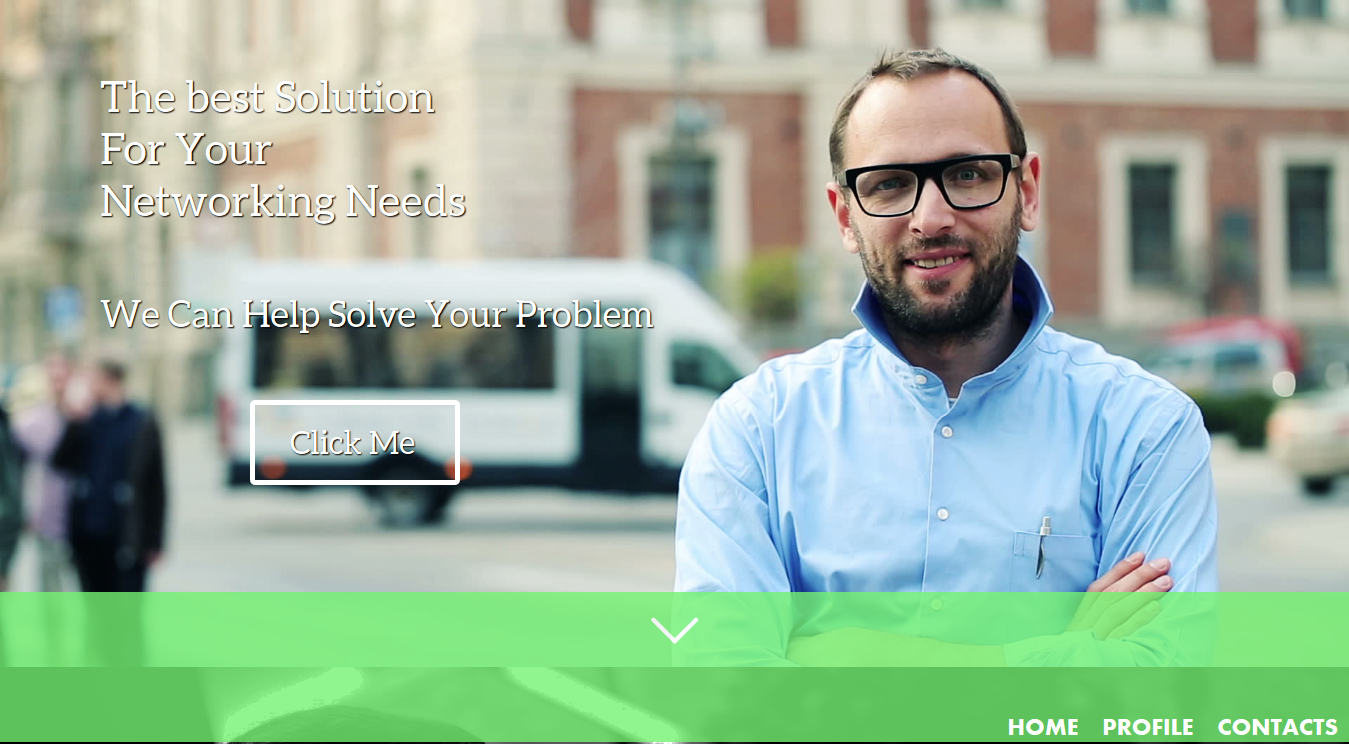 The best Solution
For Your
Networking Needs
We Can Help Solve Your Problem
Click Me
HOME PROFILE CONTACTS